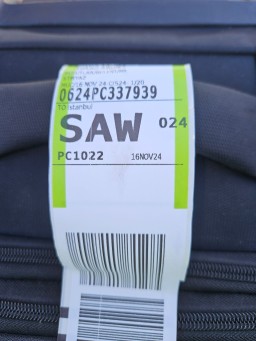 0624PC337939
TO Istanbul
SAW 024
PC1022 16NOV24